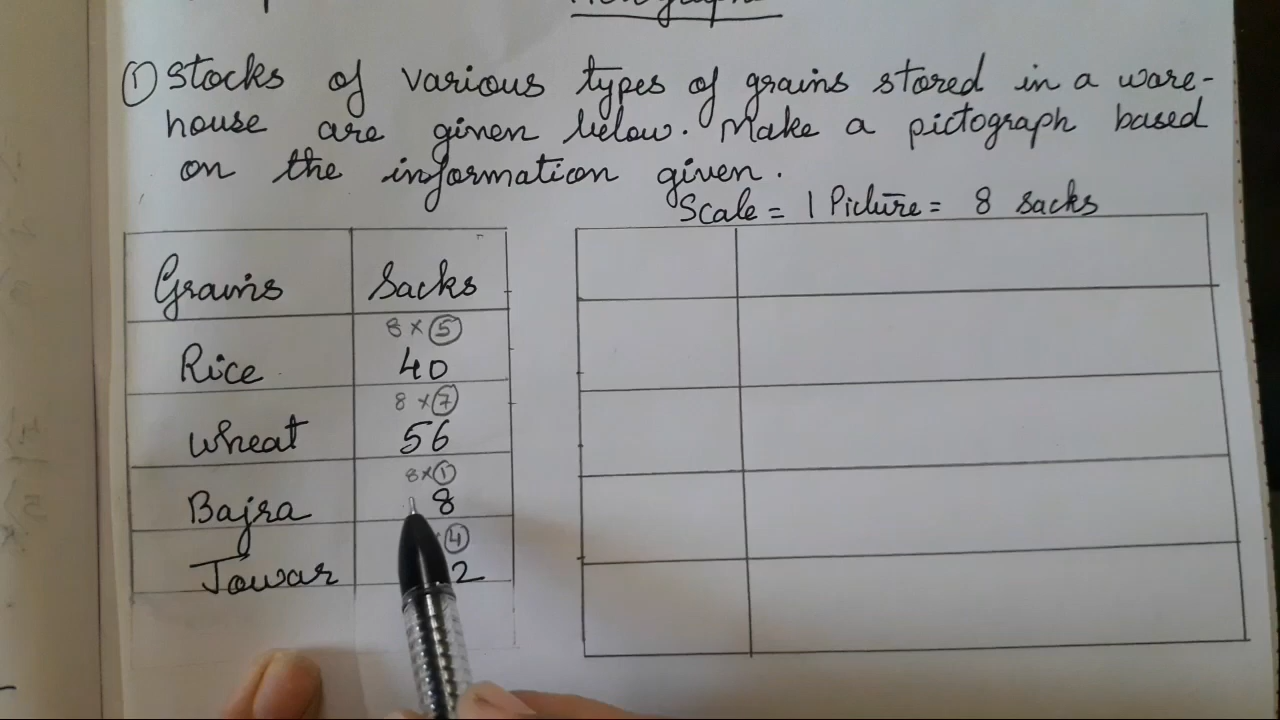 ① Stocks of various types of grains stored in a ware-
house are given below. Make a pictograph based
on the information given.
Scale = 1 Picture = 8 sacks
Grains Sacks
8 × ⑤
Rice 40
8 × ⑦
Wheat 56
8 × ①
Bajra 8
④
Jowar 2